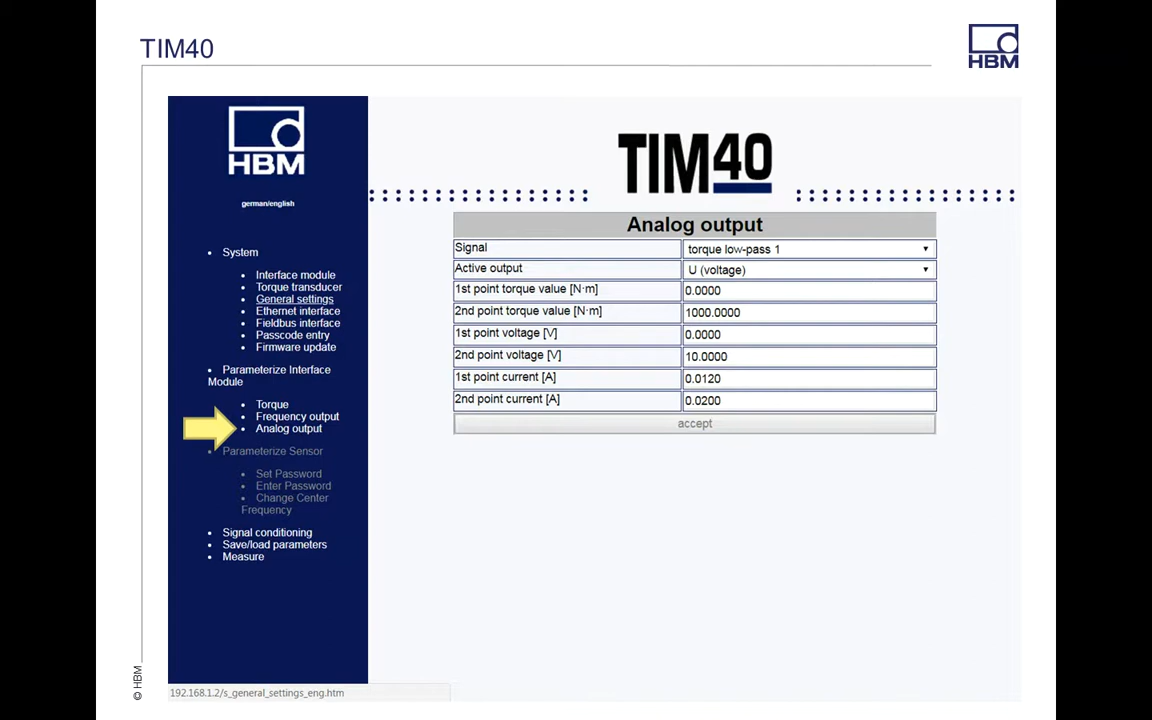 TIM40
HBM
HBM
german/english
System
Interface module
Torque transducer
General settings
Ethernet interface
Fieldbus interface
Passcode entry
Firmware update
Parameterize Interface
Module
Torque
Frequency output
Analog output
Parameterize Sensor
Set Password
Enter Password
Change Center
Frequency
Signal conditioning
Save/load parameters
Measure
TIM40
Analog output
Signal torque low-pass 1
Active output U (voltage)
1st point torque value [N·m] 0.0000
2nd point torque value [N·m] 1000.0000
1st point voltage [V] 0.0000
2nd point voltage [V] 10.0000
1st point current [A] 0.0120
2nd point current [A] 0.0200
accept
192.168.1.2/s_general_settings_eng.htm
© HBM